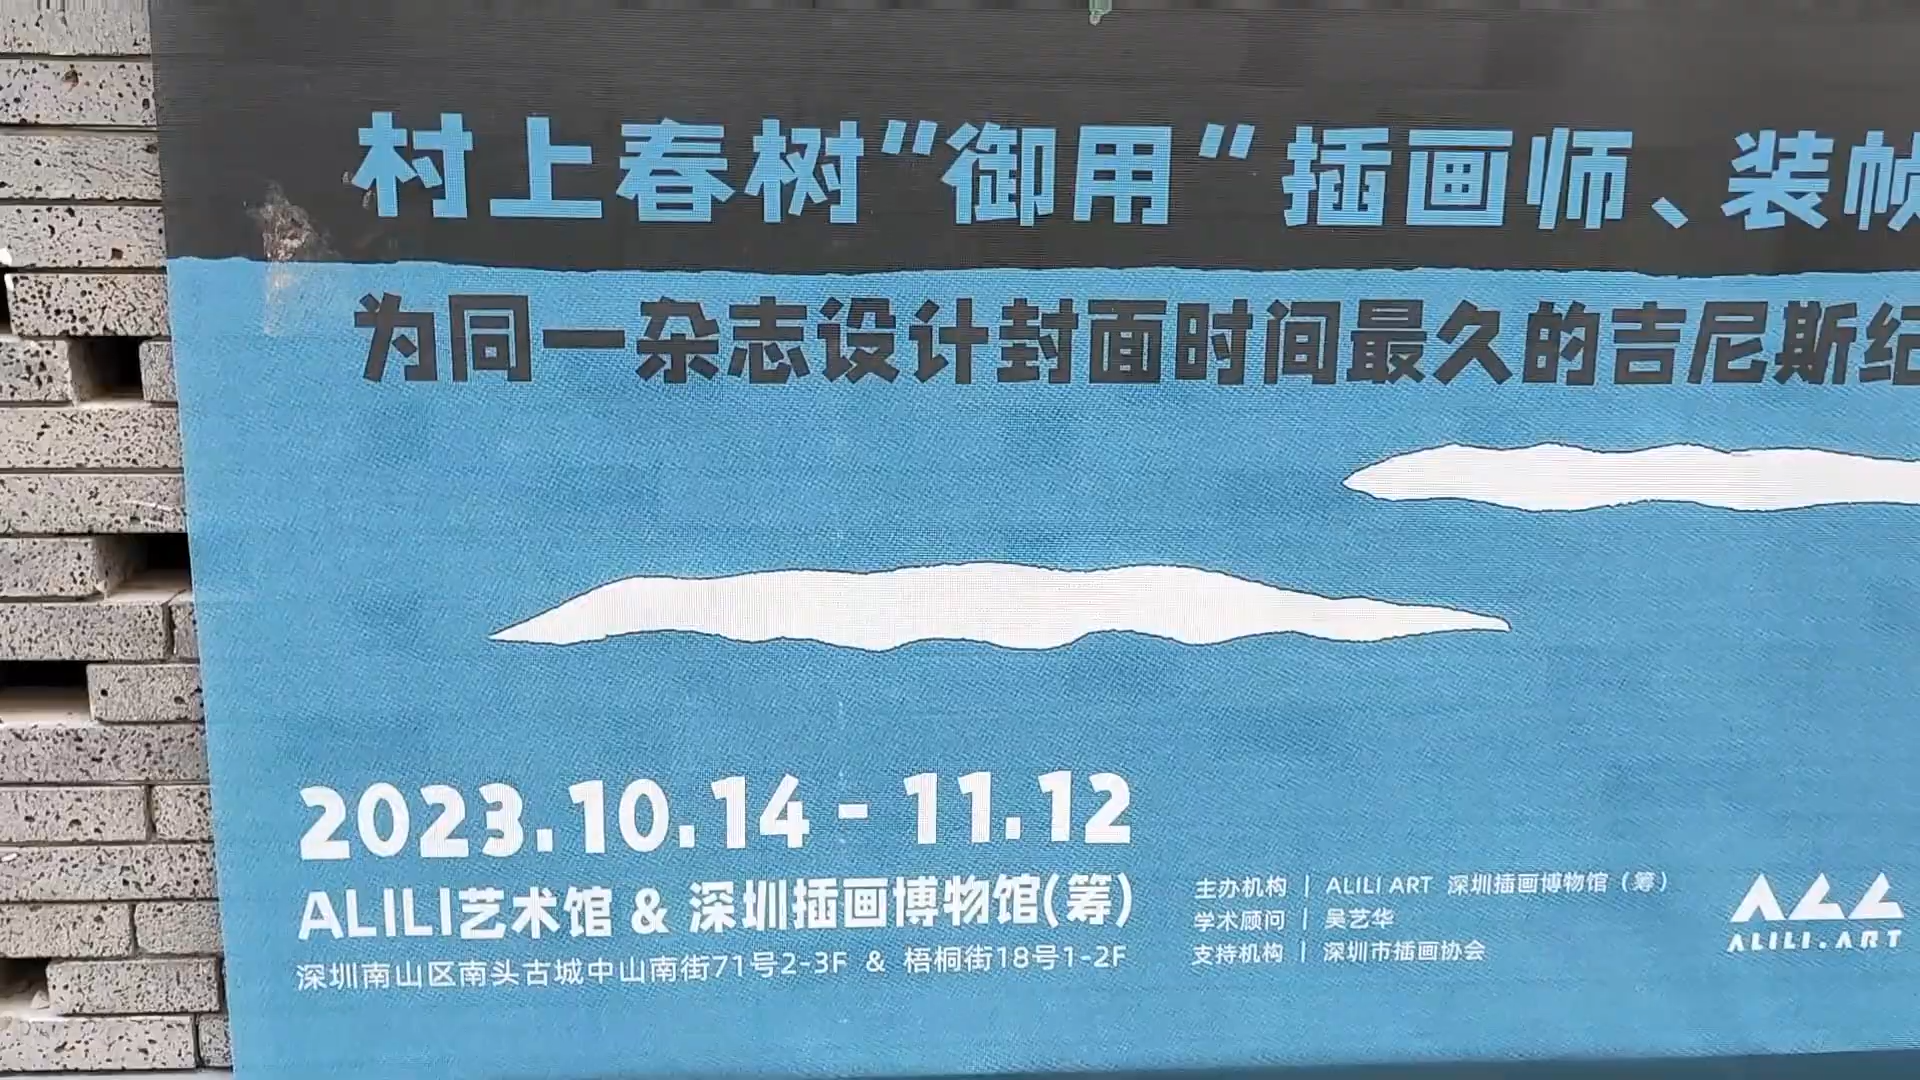 村上春树“御用“插画师、装帧
为同一杂志设计封面时间最久的吉尼斯纪
2023.10.14 - 11.12
ALILI艺术馆 & 深圳插画博物馆(筹)
深圳南山区南头古城中山南街71号2-3F & 梧桐街18号1-2F
主办机构 | ALILI ART 深圳插画博物馆（筹）
学术顾问 | 吴艺华
支持机构 | 深圳市插画协会
ALILI.ART